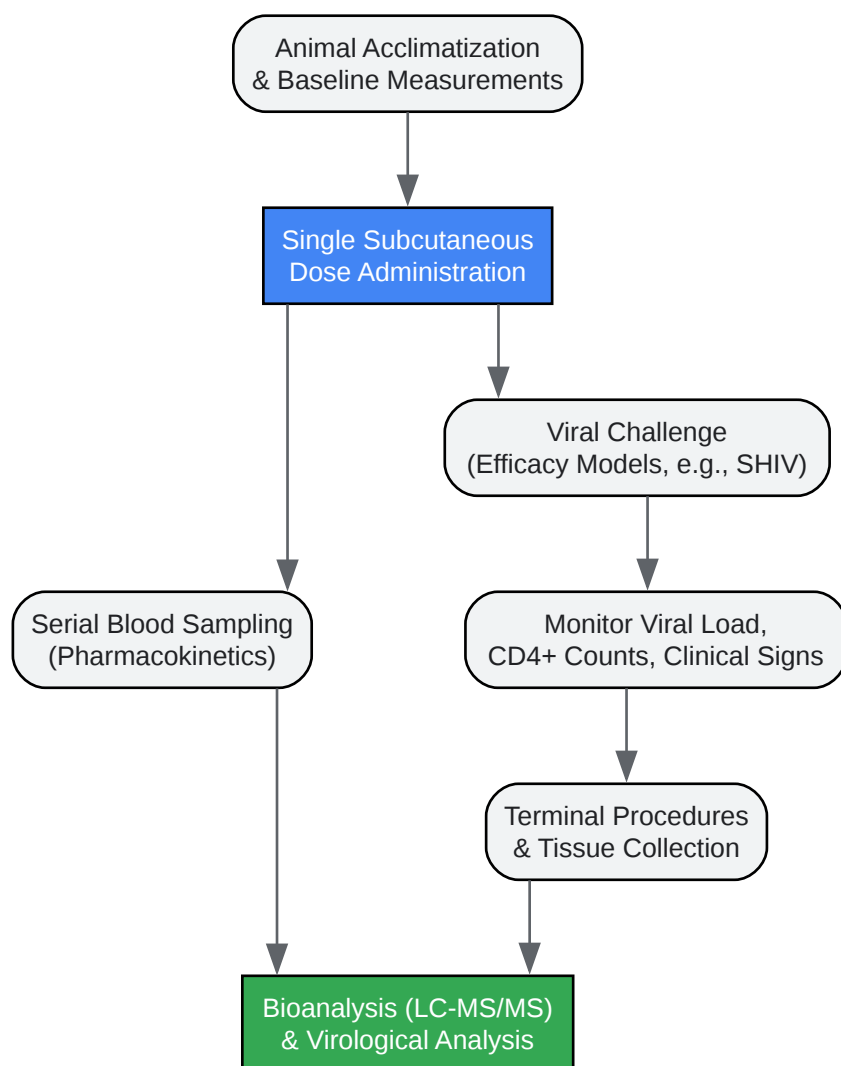 Animal Acclimatization
& Baseline Measurements
Single Subcutaneous
Dose Administration
Viral Challenge
(Efficacy Models, e.g., SHIV)
Serial Blood Sampling
(Pharmacokinetics)
Monitor Viral Load,
CD4+ Counts, Clinical Signs
Terminal Procedures
& Tissue Collection
Bioanalysis (LC-MS/MS)
& Virological Analysis